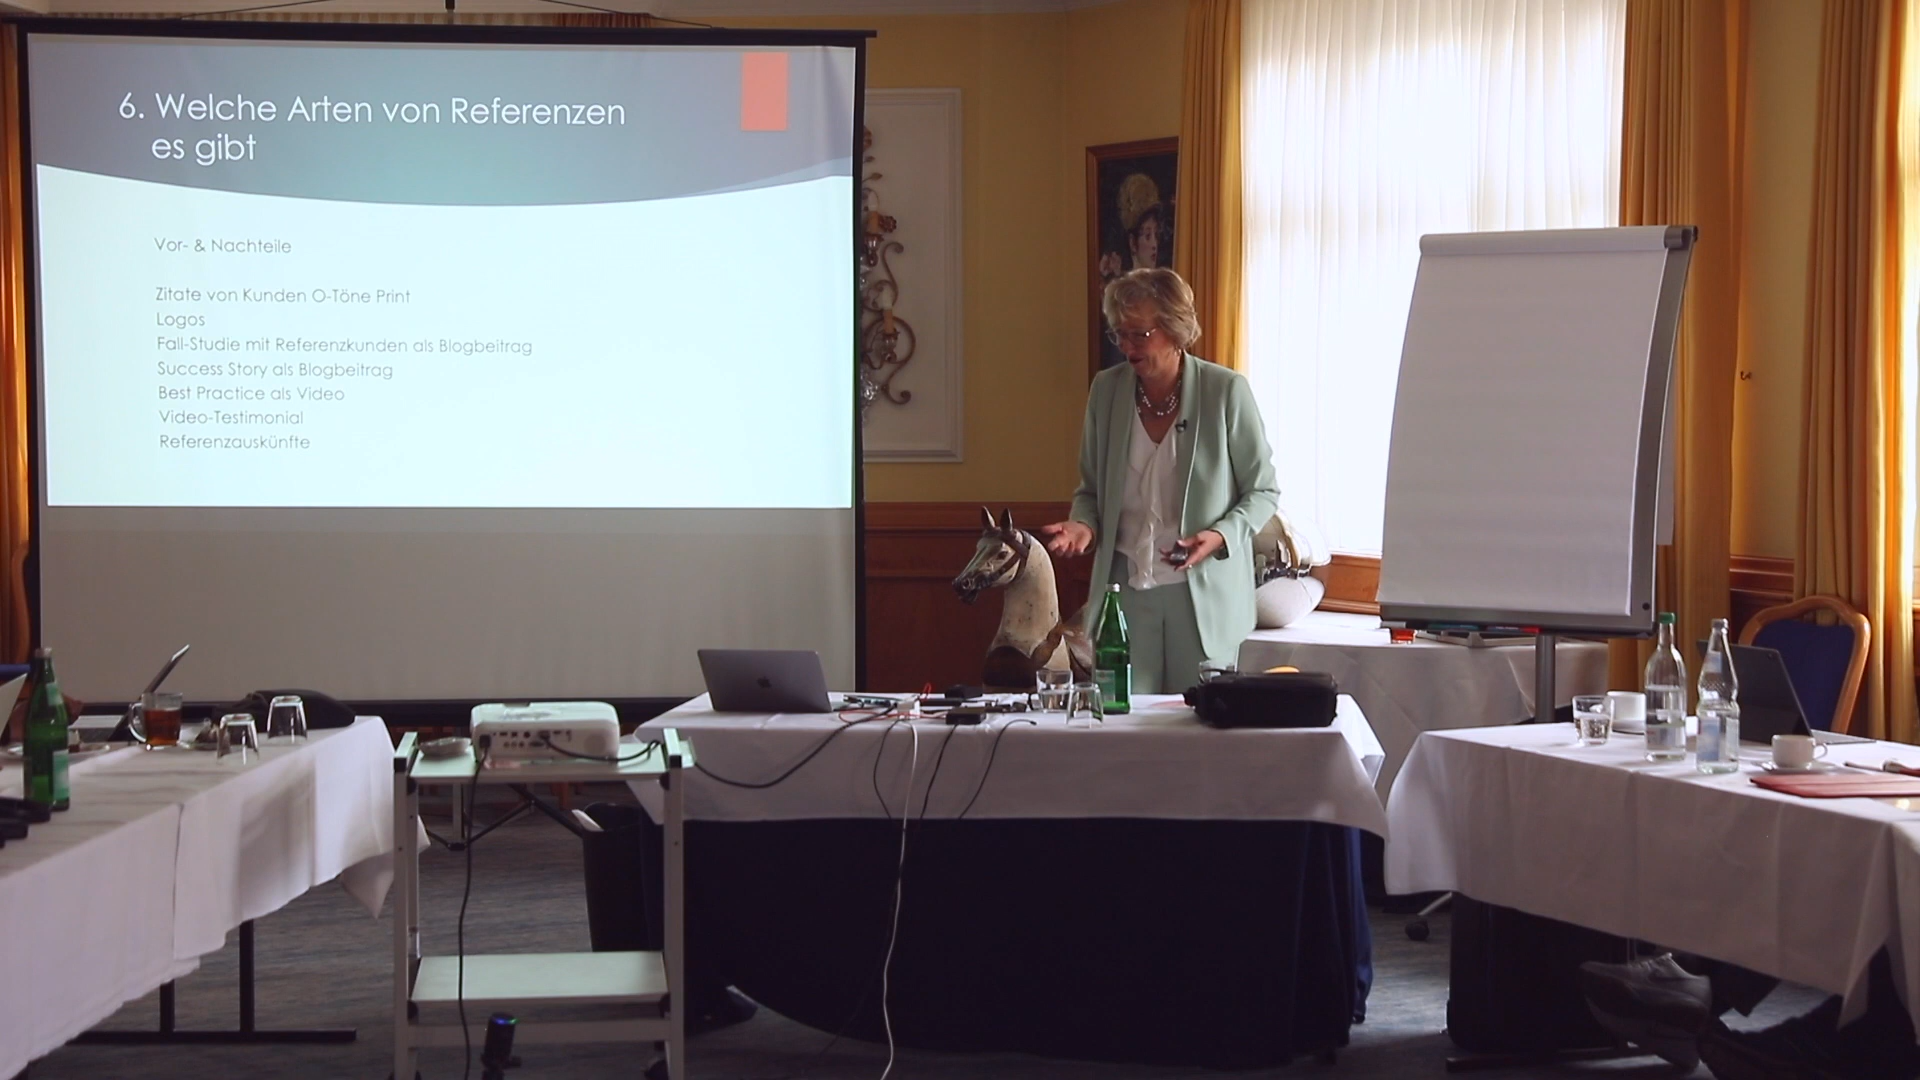 6. Welche Arten von Referenzen
es gibt
Vor- & Nachteile
Zitate von Kunden O-Töne Print
Logos
Fall-Studie mit Referenzkunden als Blogbeitrag
Success Story als Blogbeitrag
Best Practice als Video
Video-Testimonial
Referenzauskünfte